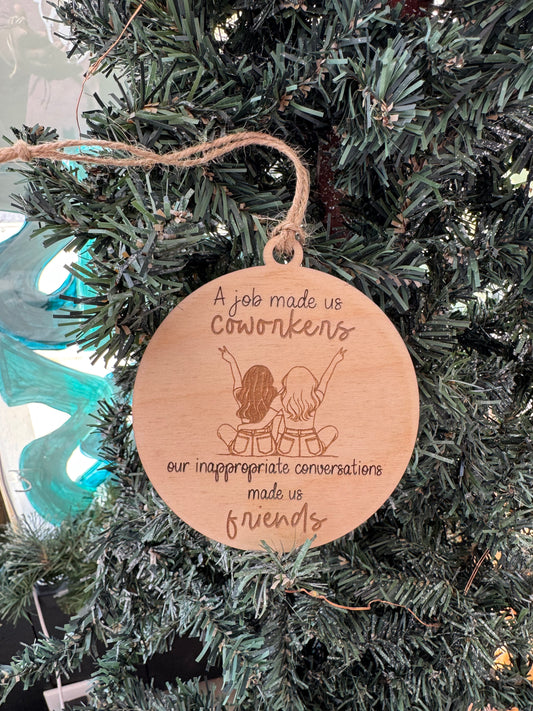 A job made us
coworkers
our inappropriate conversations
made us
friends